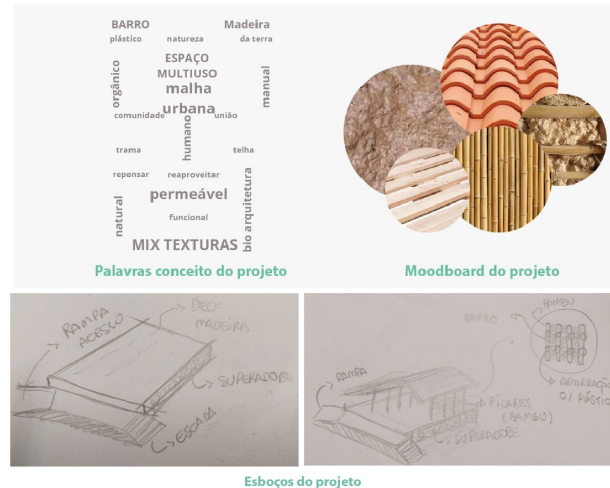 BARRO
Madeira
plástico
natureza
da terra
ESPAÇO
MULTIUSO
orgânico
manual
malha
urbana
comunidade
união
humano
trama
telha
repensar
reaproveitar
permeável
natural
bio arquitetura
funcional
MIX TEXTURAS
Palavras conceito do projeto
Moodboard do projeto
RAMPA
ACESSO
DECK
MADEIRA
SUPERADOBE
ESCADA
BAMBU
BARRO
RAMPA
AMARRAÇÃO
C/ PLÁSTICO
PILARES
(BAMBU)
SUPERADOBE
Esboços do projeto